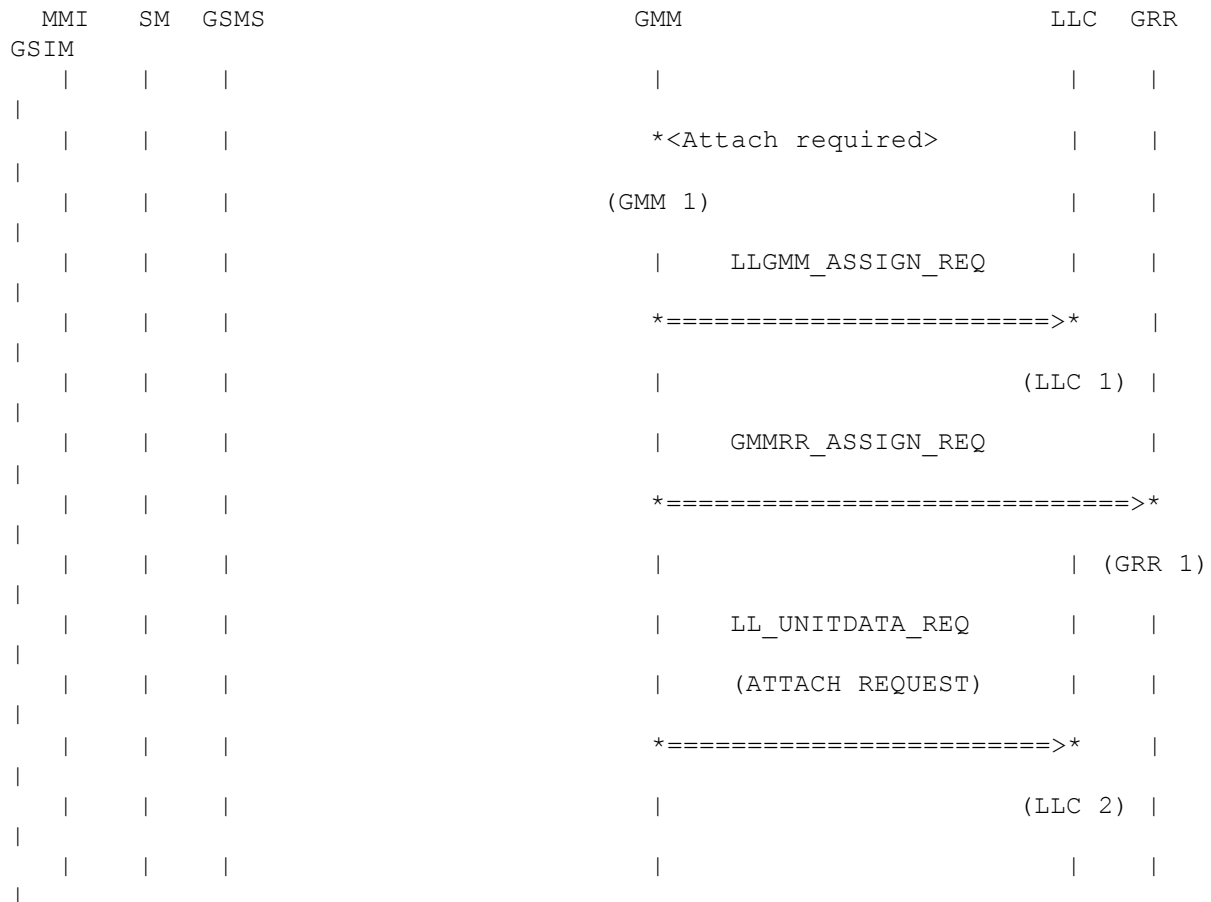 MMI SM GSMS GMM LLC GRR
GSIM
| | | | | |
|
| | | *<Attach required> | |
|
| | | (GMM 1) | |
|
| | | | LLGMM_ASSIGN_REQ | |
|
| | | *========================>* |
|
| | | | (LLC 1) |
|
| | | | GMMRR_ASSIGN_REQ |
|
| | | *=============================>*
|
| | | | | (GRR 1)
|
| | | | LL_UNITDATA_REQ | |
|
| | | | (ATTACH REQUEST) | |
|
| | | *========================>* |
|
| | | | (LLC 2) |
|
| | | | | |
|